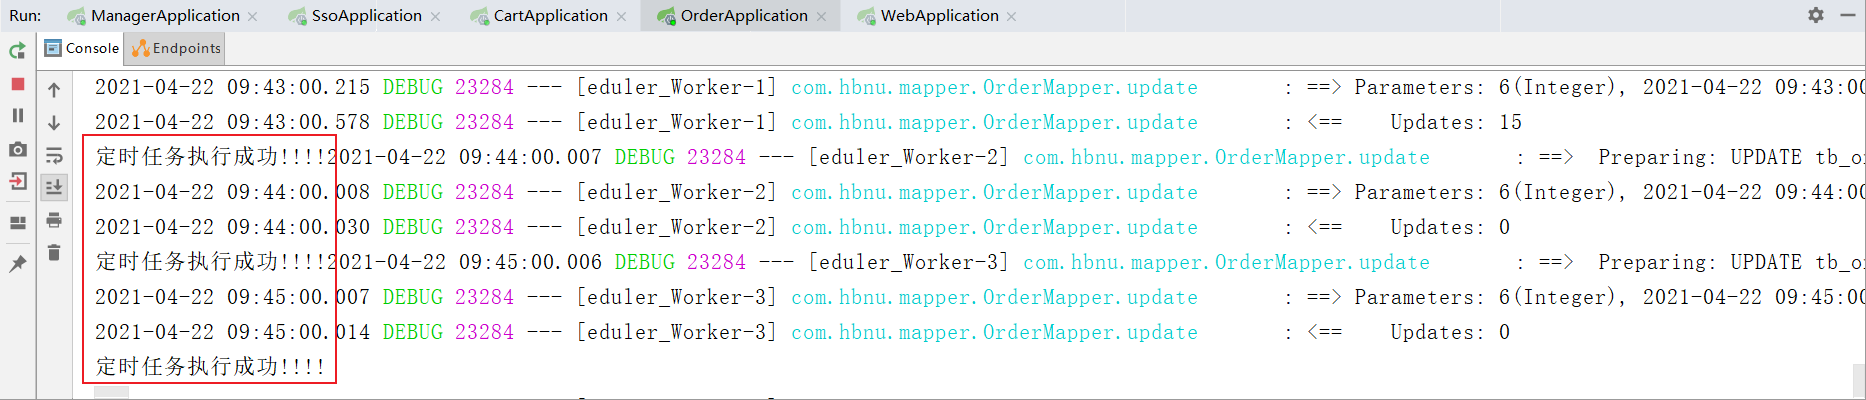 Run: ManagerApplication × SsoApplication × CartApplication × OrderApplication × WebApplication ×
Console Endpoints
2021-04-22 09:43:00.215 DEBUG 23284 --- [eduler_Worker-1] com.hbnu.mapper.OrderMapper.update : ==> Parameters: 6(Integer), 2021-04-22 09:43:00
2021-04-22 09:43:00.578 DEBUG 23284 --- [eduler_Worker-1] com.hbnu.mapper.OrderMapper.update : <== Updates: 15
定时任务执行成功!!!!2021-04-22 09:44:00.007 DEBUG 23284 --- [eduler_Worker-2] com.hbnu.mapper.OrderMapper.update : ==> Preparing: UPDATE tb_o
2021-04-22 09:44:00.008 DEBUG 23284 --- [eduler_Worker-2] com.hbnu.mapper.OrderMapper.update : ==> Parameters: 6(Integer), 2021-04-22 09:44:00
2021-04-22 09:44:00.030 DEBUG 23284 --- [eduler_Worker-2] com.hbnu.mapper.OrderMapper.update : <== Updates: 0
定时任务执行成功!!!!2021-04-22 09:45:00.006 DEBUG 23284 --- [eduler_Worker-3] com.hbnu.mapper.OrderMapper.update : ==> Preparing: UPDATE tb_o
2021-04-22 09:45:00.007 DEBUG 23284 --- [eduler_Worker-3] com.hbnu.mapper.OrderMapper.update : ==> Parameters: 6(Integer), 2021-04-22 09:45:00
2021-04-22 09:45:00.014 DEBUG 23284 --- [eduler_Worker-3] com.hbnu.mapper.OrderMapper.update : <== Updates: 0
定时任务执行成功!!!!